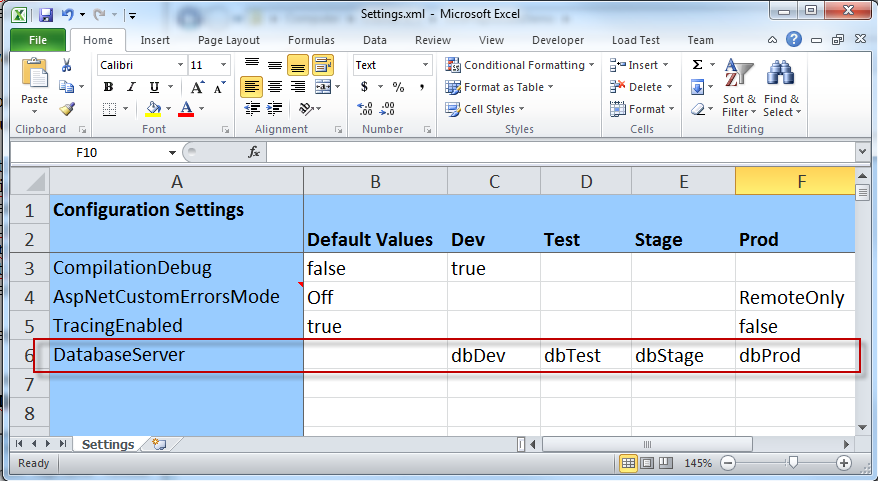 Settings.xml - Microsoft Excel
File Home Insert Page Layout Formulas Data Review View Developer Load Test Team
Paste
Clipboard
Calibri 11
B I U A A
A
Font
Alignment
Text
$ % ,
.00 .0
Number
Conditional Formatting
Format as Table
Cell Styles
Styles
Insert
Delete
Format
Cells
Σ
Sort & Filter
Find & Select
Editing
F10 fx
A B C D E F
1 Configuration Settings
2 Default Values Dev Test Stage Prod
3 CompilationDebug false true
4 AspNetCustomErrorsMode Off RemoteOnly
5 TracingEnabled true false
6 DatabaseServer dbDev dbTest dbStage dbProd
7
8
Settings
Ready 145%